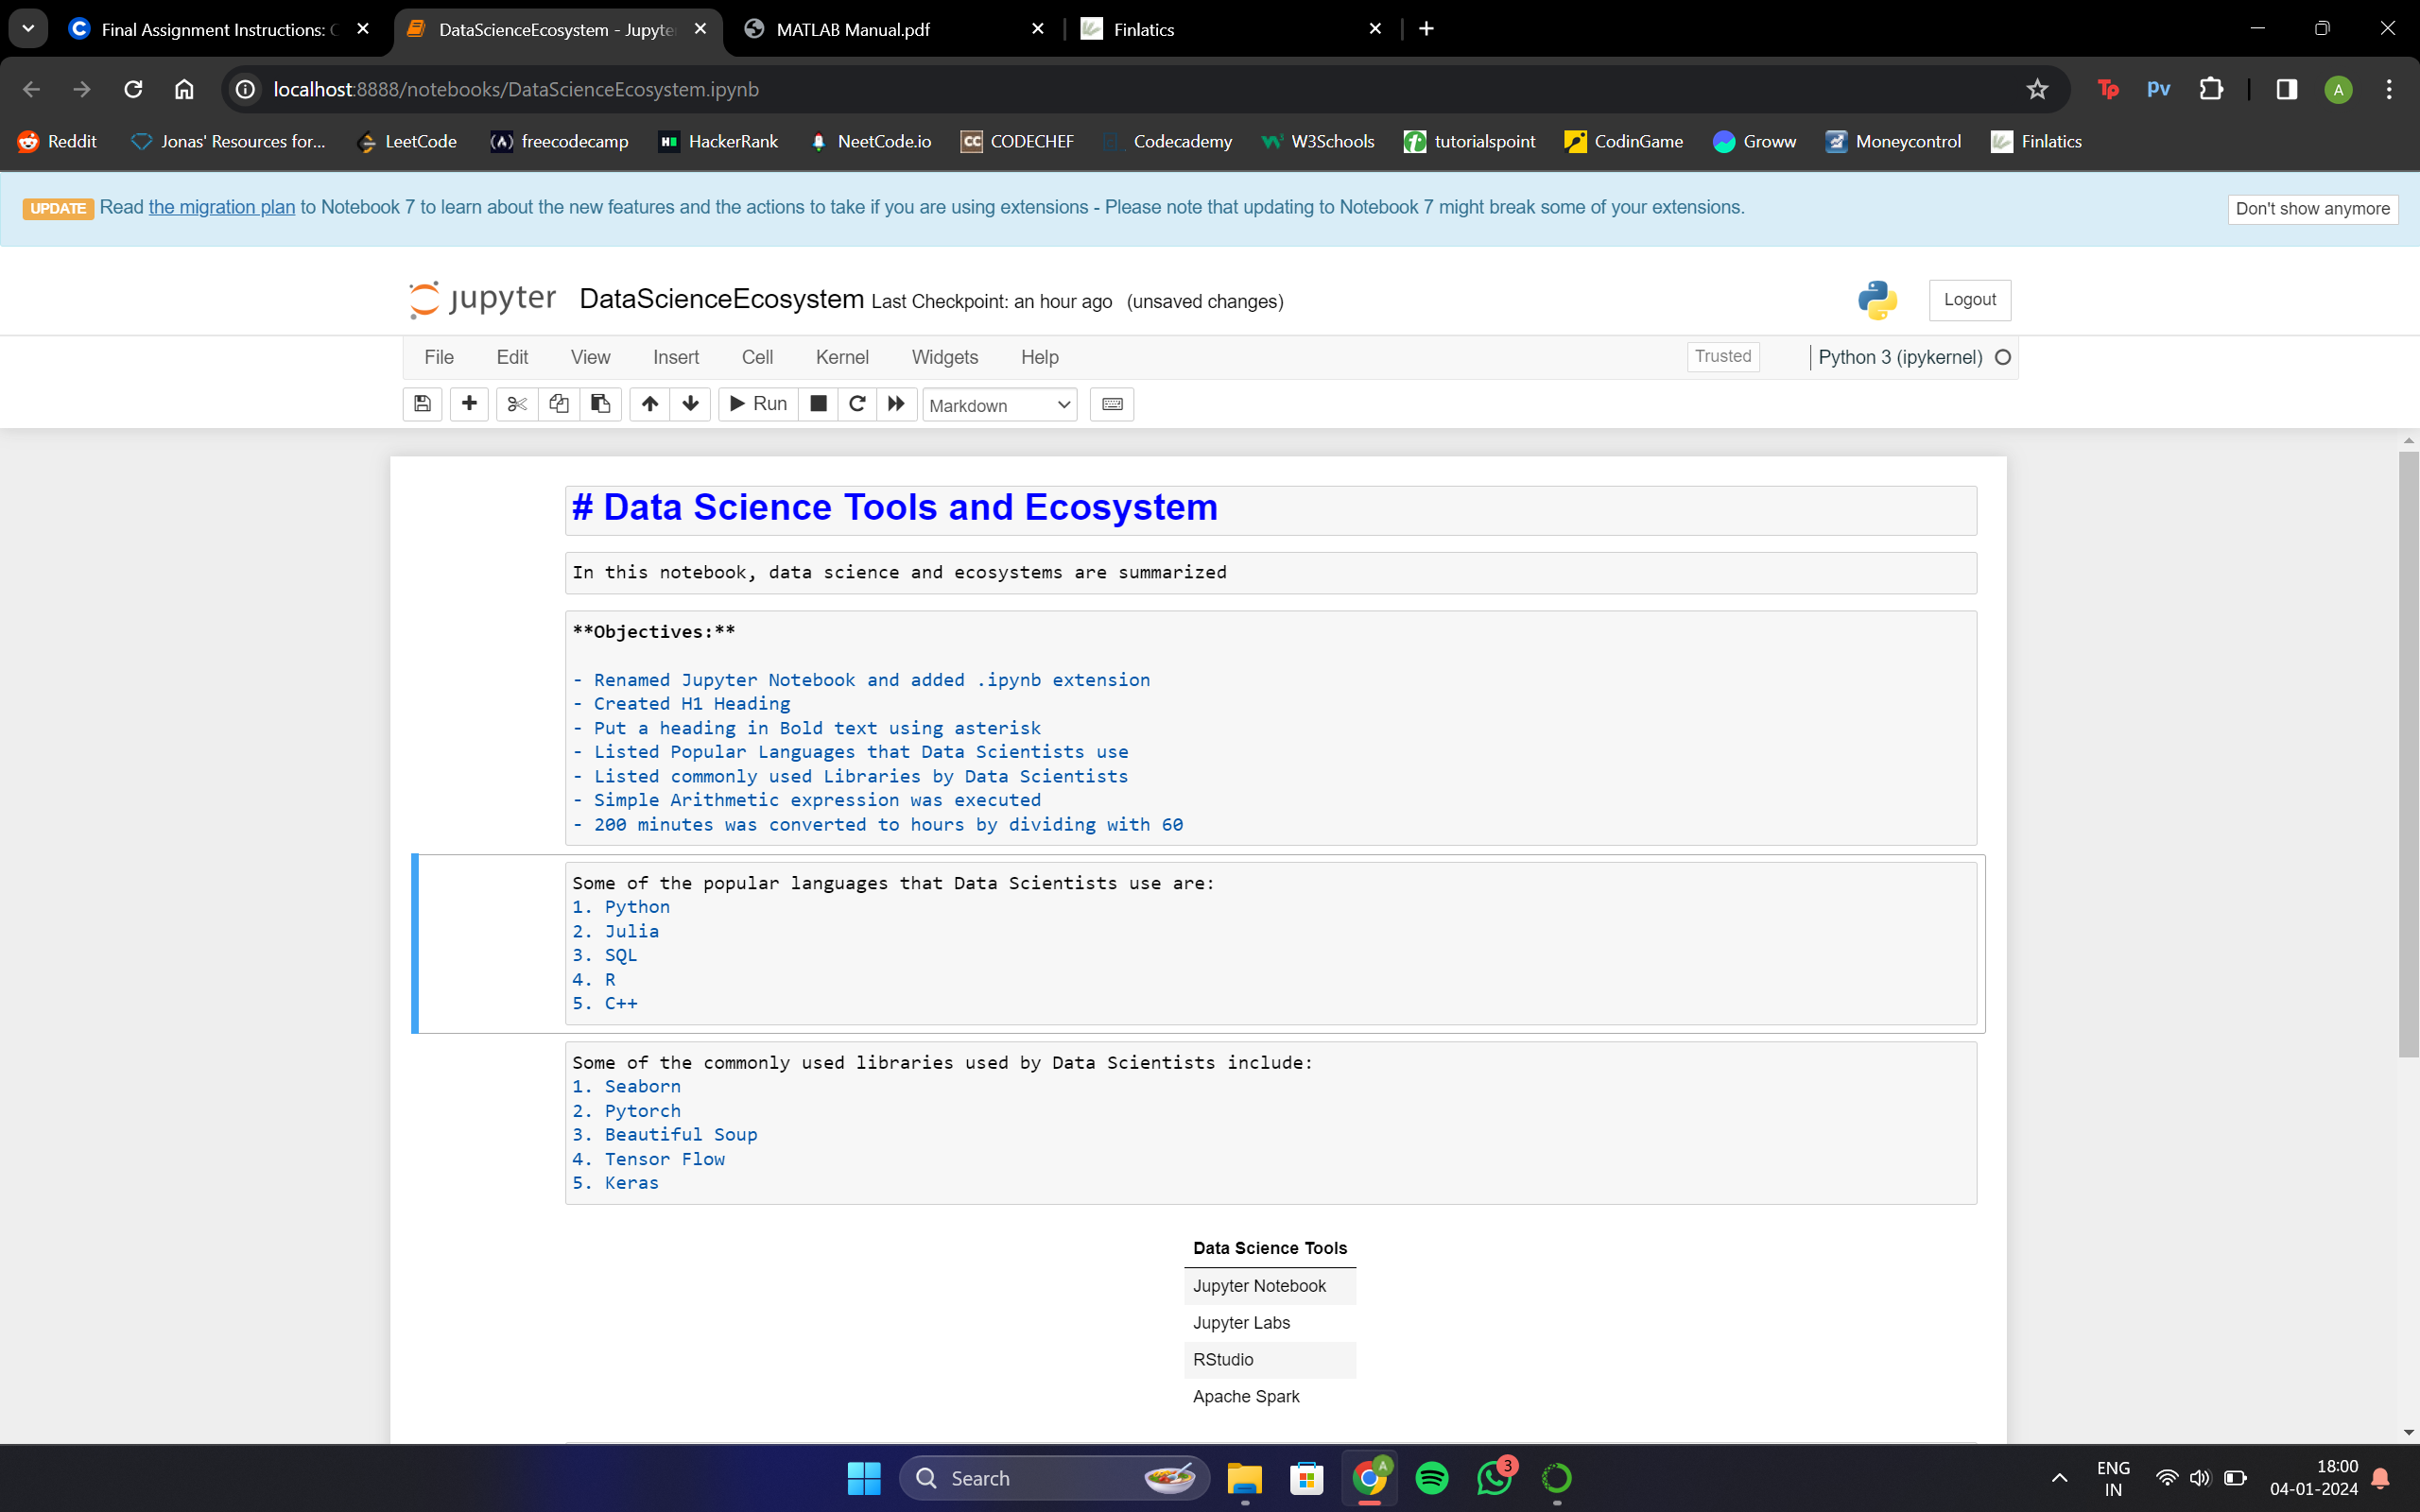 Final Assignment Instructions: C
DataScienceEcosystem - Jupyte
MATLAB Manual.pdf
Finlatics
localhost:8888/notebooks/DataScienceEcosystem.ipynb
Tp
pv
A
Reddit
Jonas' Resources for...
LeetCode
freecodecamp
HackerRank
NeetCode.io
CODECHEF
Codecademy
W3Schools
tutorialspoint
CodinGame
Groww
Moneycontrol
Finlatics
UPDATE Read the migration plan to Notebook 7 to learn about the new features and the actions to take if you are using extensions - Please note that updating to Notebook 7 might break some of your extensions.
Don't show anymore
jupyter DataScienceEcosystem Last Checkpoint: an hour ago (unsaved changes)
Logout
File Edit View Insert Cell Kernel Widgets Help
Trusted
Python 3 (ipykernel)
Run
Markdown
# Data Science Tools and Ecosystem
In this notebook, data science and ecosystems are summarized
**Objectives:**
- Renamed Jupyter Notebook and added .ipynb extension
- Created H1 Heading
- Put a heading in Bold text using asterisk
- Listed Popular Languages that Data Scientists use
- Listed commonly used Libraries by Data Scientists
- Simple Arithmetic expression was executed
- 200 minutes was converted to hours by dividing with 60
Some of the popular languages that Data Scientists use are:
1. Python
2. Julia
3. SQL
4. R
5. C++
Some of the commonly used libraries used by Data Scientists include:
1. Seaborn
2. Pytorch
3. Beautiful Soup
4. Tensor Flow
5. Keras
Data Science Tools
Jupyter Notebook
Jupyter Labs
RStudio
Apache Spark
Search
A
3
ENG
IN
18:00
04-01-2024